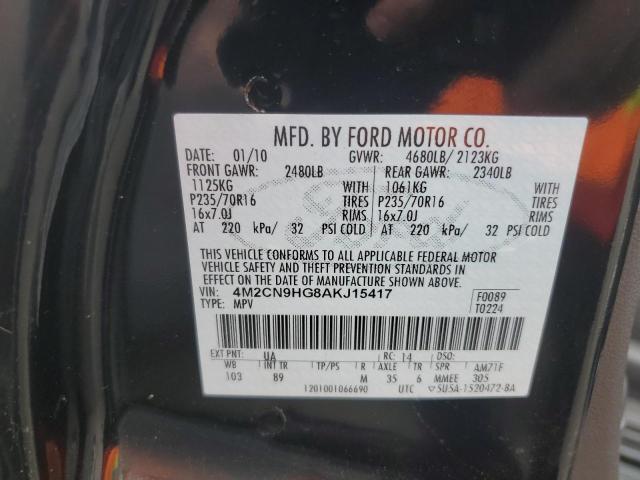 MFD. BY FORD MOTOR CO.
DATE: 01/10 GVWR: 4680LB/ 2123KG
FRONT GAWR: 2480LB REAR GAWR: 2340LB
1125KG WITH 1061KG WITH
P235/70R16 TIRES P235/70R16 TIRES
16x7.0J RIMS 16x7.0J RIMS
AT 220 kPa/ 32 PSI COLD AT 220 kPa/ 32 PSI COLD
THIS VEHICLE CONFORMS TO ALL APPLICABLE FEDERAL MOTOR
VEHICLE SAFETY AND THEFT PREVENTION STANDARDS IN
EFFECT ON THE DATE OF MANUFACTURE SHOWN ABOVE.
VIN: 4M2CN9HG8AKJ15417 F0089
TYPE: MPV T0224
EXT PNT: UA RC: 14 DSO:
WB INT TR TP/PS R AXLE TR SPR AM71F
103 89 M 35 6 MMEE 305
1201001066690 UTC SU5A-1520472-BA